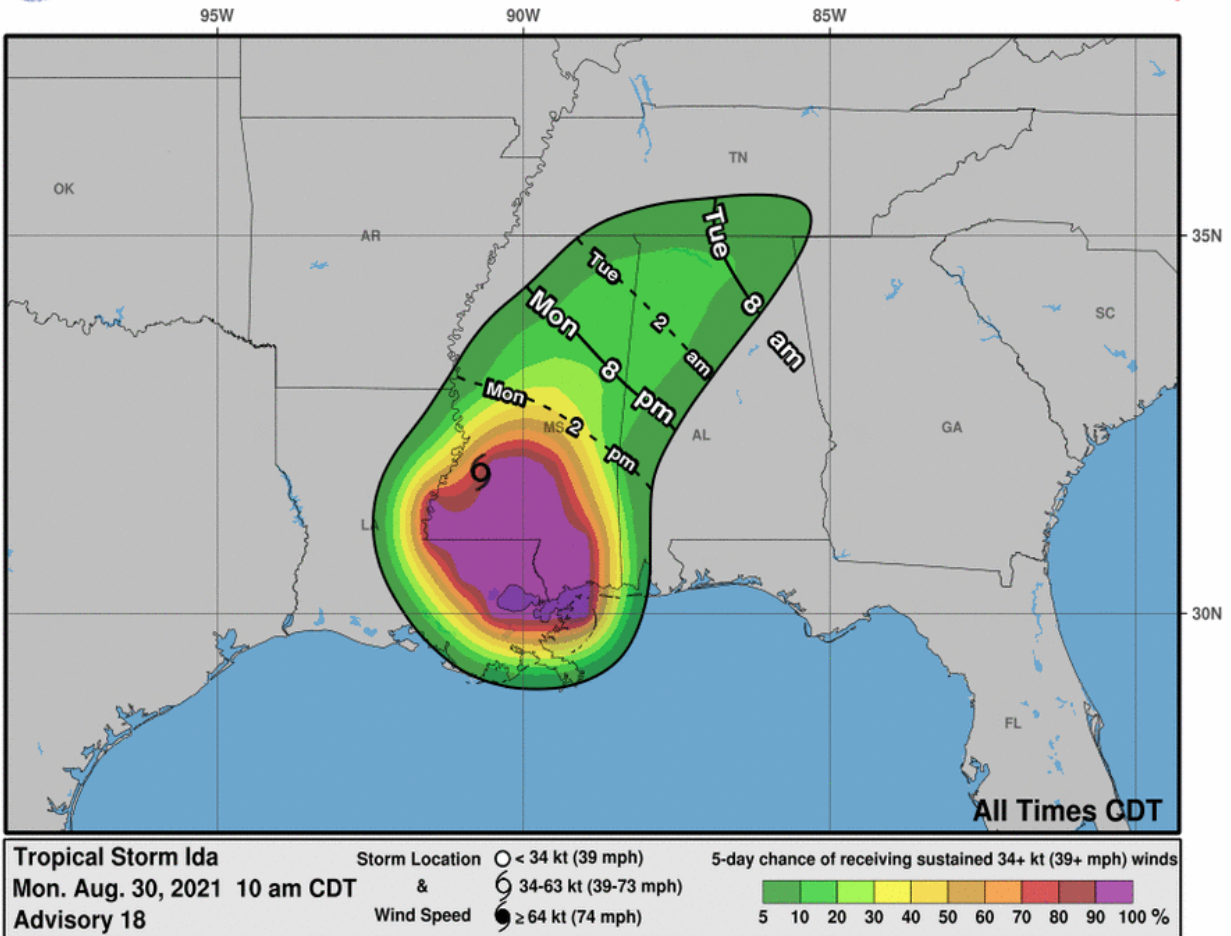 95W
90W
85W
TN
OK
AR
35N
Tue
8
am
Tue
2
am
Mon
8
pm
SC
Mon
2
pm
MS
AL
GA
LA
30N
FL
All Times CDT
Tropical Storm Ida
Mon. Aug. 30, 2021 10 am CDT
Advisory 18
Storm Location
&
Wind Speed
< 34 kt (39 mph)
34-63 kt (39-73 mph)
≥ 64 kt (74 mph)
5-day chance of receiving sustained 34+ kt (39+ mph) winds
5 10 20 30 40 50 60 70 80 90 100 %